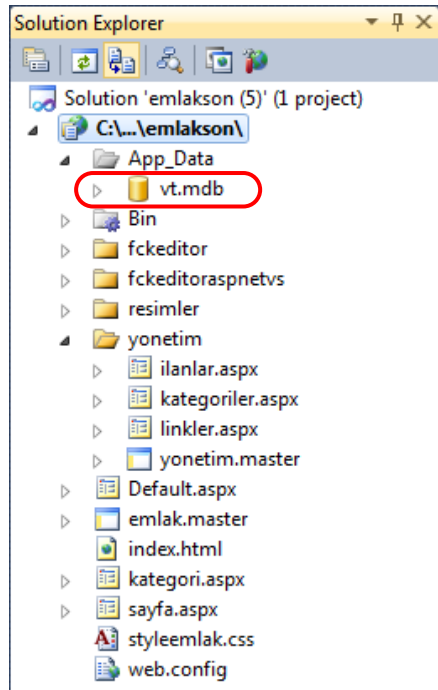 Solution Explorer
Solution 'emlakson (5)' (1 project)
C:\...\emlakson\
App_Data
vt.mdb
Bin
fckeditor
fckeditoraspnetvs
resimler
yonetim
ilanlar.aspx
kategoriler.aspx
linkler.aspx
yonetim.master
Default.aspx
emlak.master
index.html
kategori.aspx
sayfa.aspx
styleemlak.css
web.config